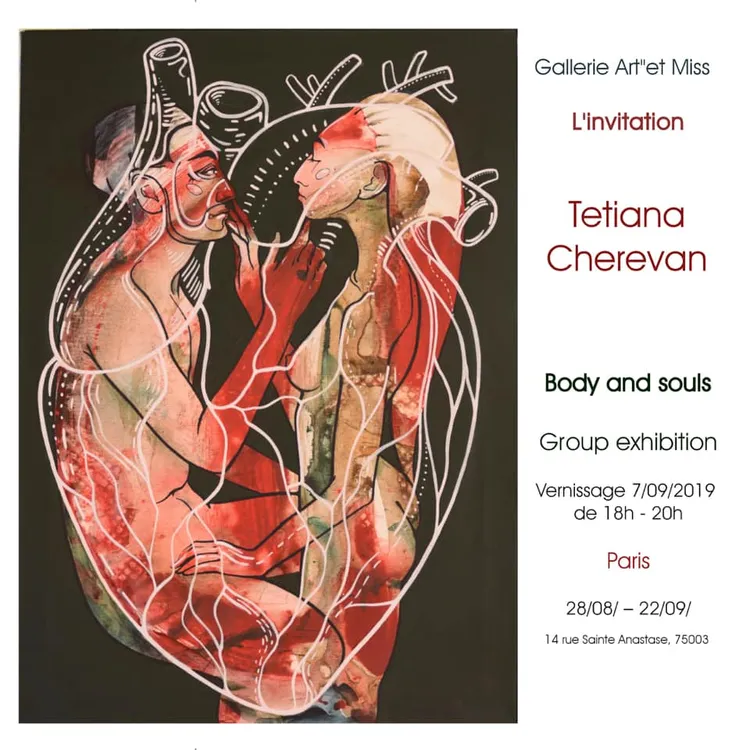 Gallerie Art"et Miss
L'invitation
Tetiana
Cherevan
Body and souls
Group exhibition
Vernissage 7/09/2019
de 18h - 20h
Paris
28/08/ – 22/09/
14 rue Sainte Anastase, 75003